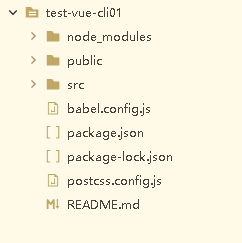 test-vue-cli01
node_modules
public
src
babel.config.js
package.json
package-lock.json
postcss.config.js
README.md